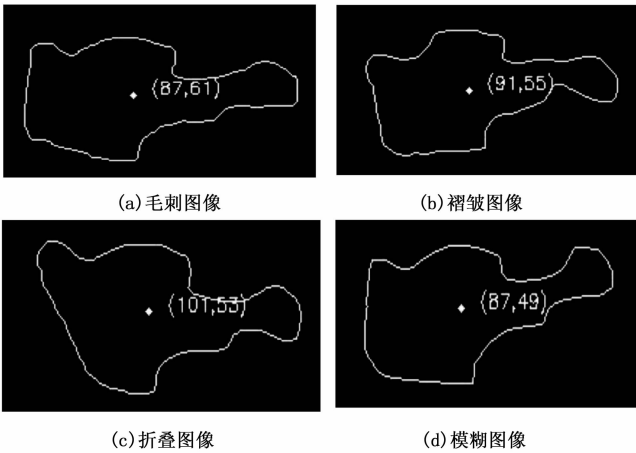 (87,61)
(91,55)
(a)毛刺图像
(b)褶皱图像
(101,53)
(87,49)
(c)折叠图像
(d)模糊图像